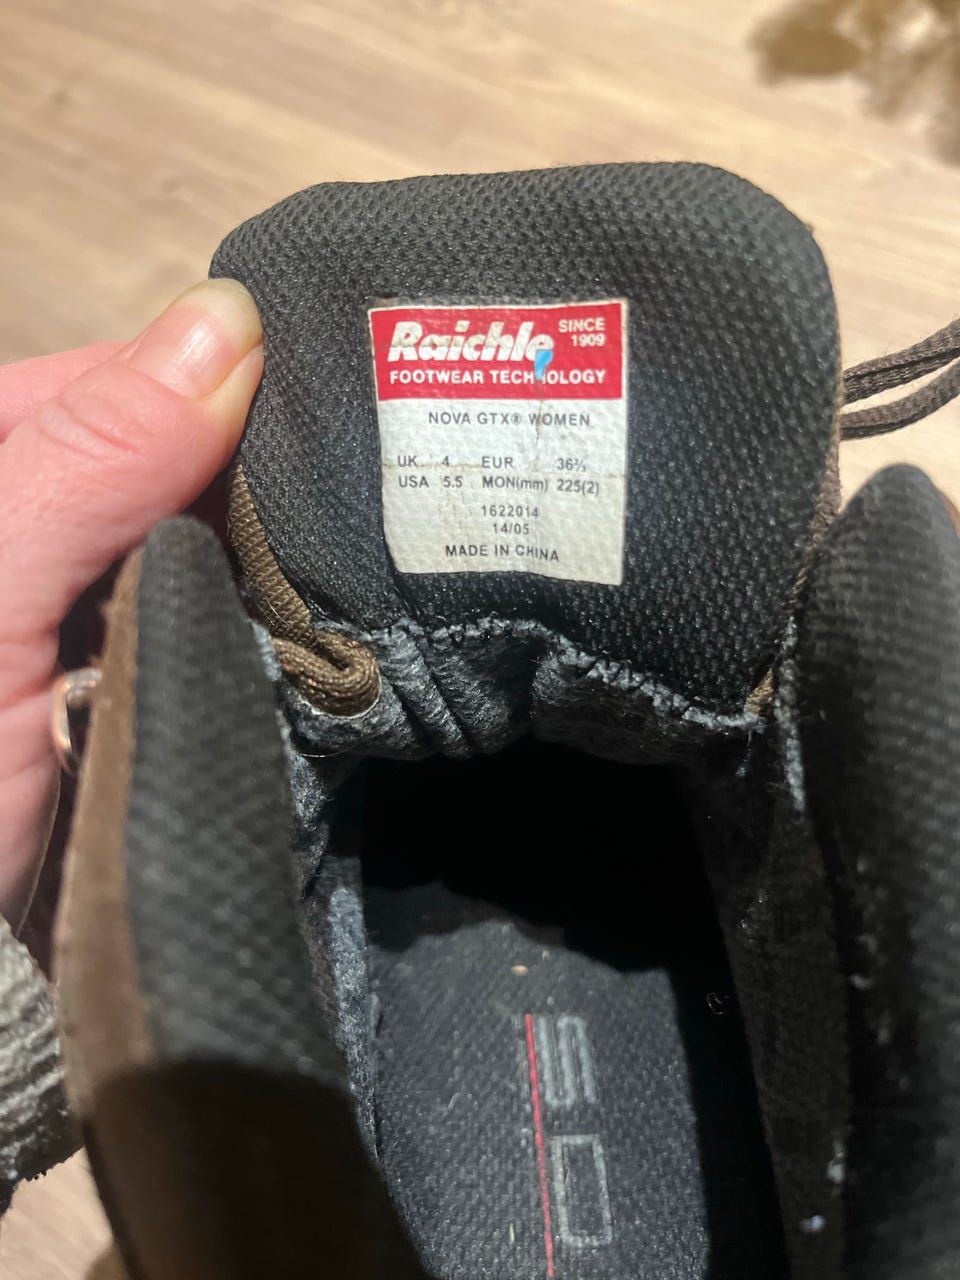 Raichle SINCE 1909
FOOTWEAR TECHNOLOGY
NOVA GTX® WOMEN
UK 4 EUR 36⅔
USA 5.5 MON(mm) 225(2)
1622014
14/05
MADE IN CHINA